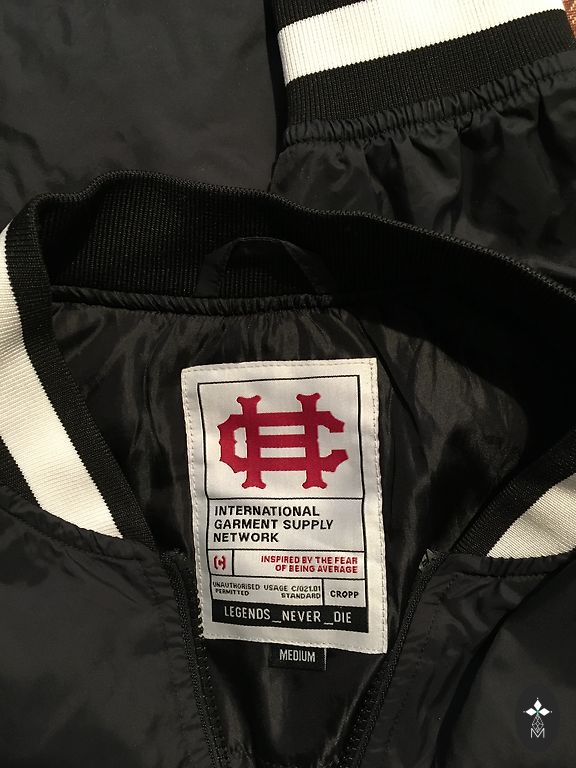 HC
INTERNATIONAL
GARMENT SUPPLY
NETWORK
[C]
INSPIRED BY THE FEAR
OF BEING AVERAGE
UNAUTHORISED USAGE C/021.01
PERMITTED STANDARD
CROPP
LEGENDS_NEVER_DIE
MEDIUM
M